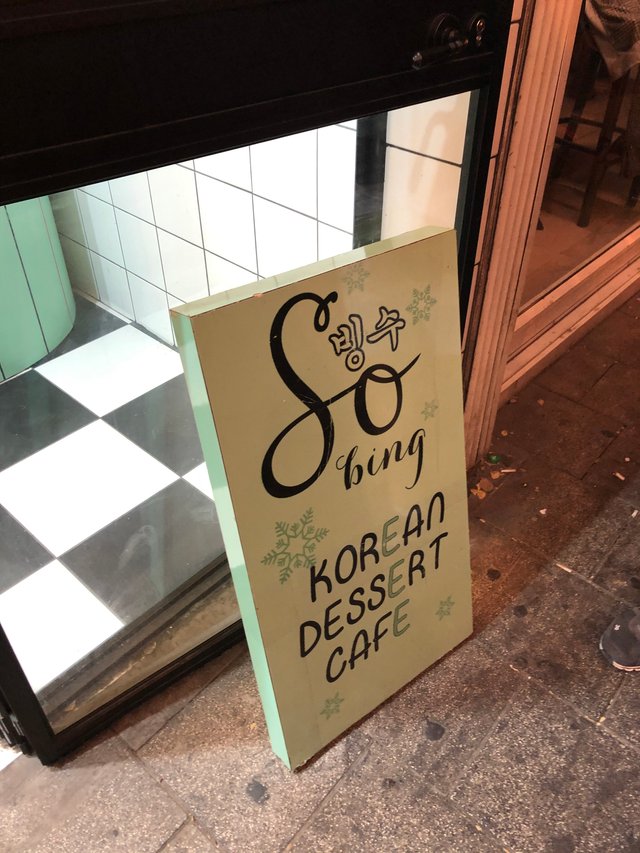 빙수
So
bing
KOREAN
DESSERT
CAFE